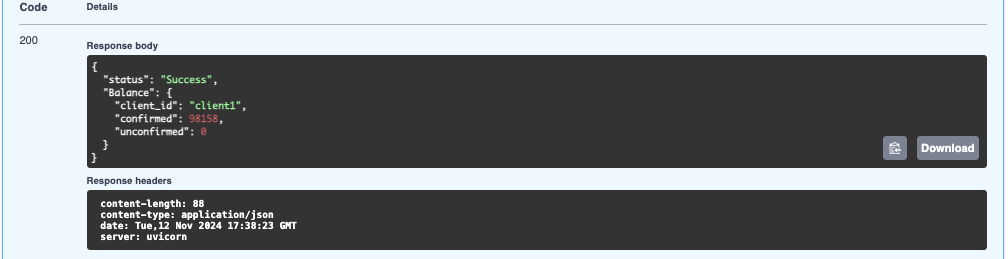 Code Details
200
Response body
{
  "status": "Success",
  "Balance": {
    "client_id": "client1",
    "confirmed": 98158,
    "unconfirmed": 0
  }
}
Download
Response headers
content-length: 88
content-type: application/json
date: Tue,12 Nov 2024 17:38:23 GMT
server: uvicorn